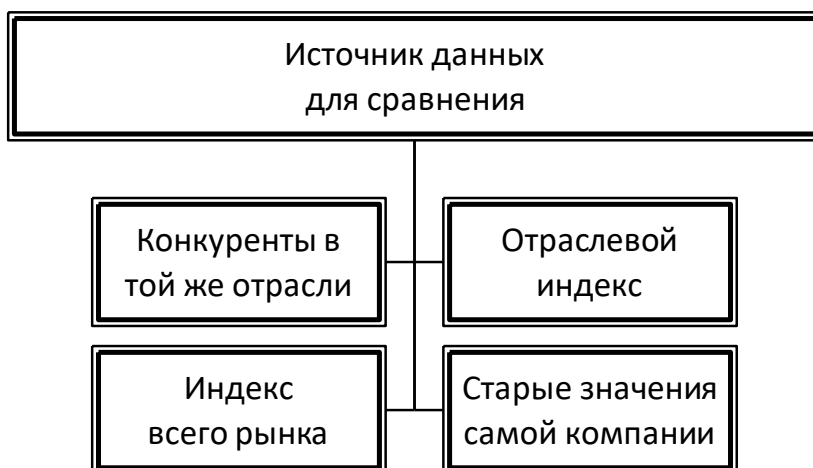 Источник данных
для сравнения
Конкуренты в
той же отрасли
Отраслевой
индекс
Индекс
всего рынка
Старые значения
самой компании